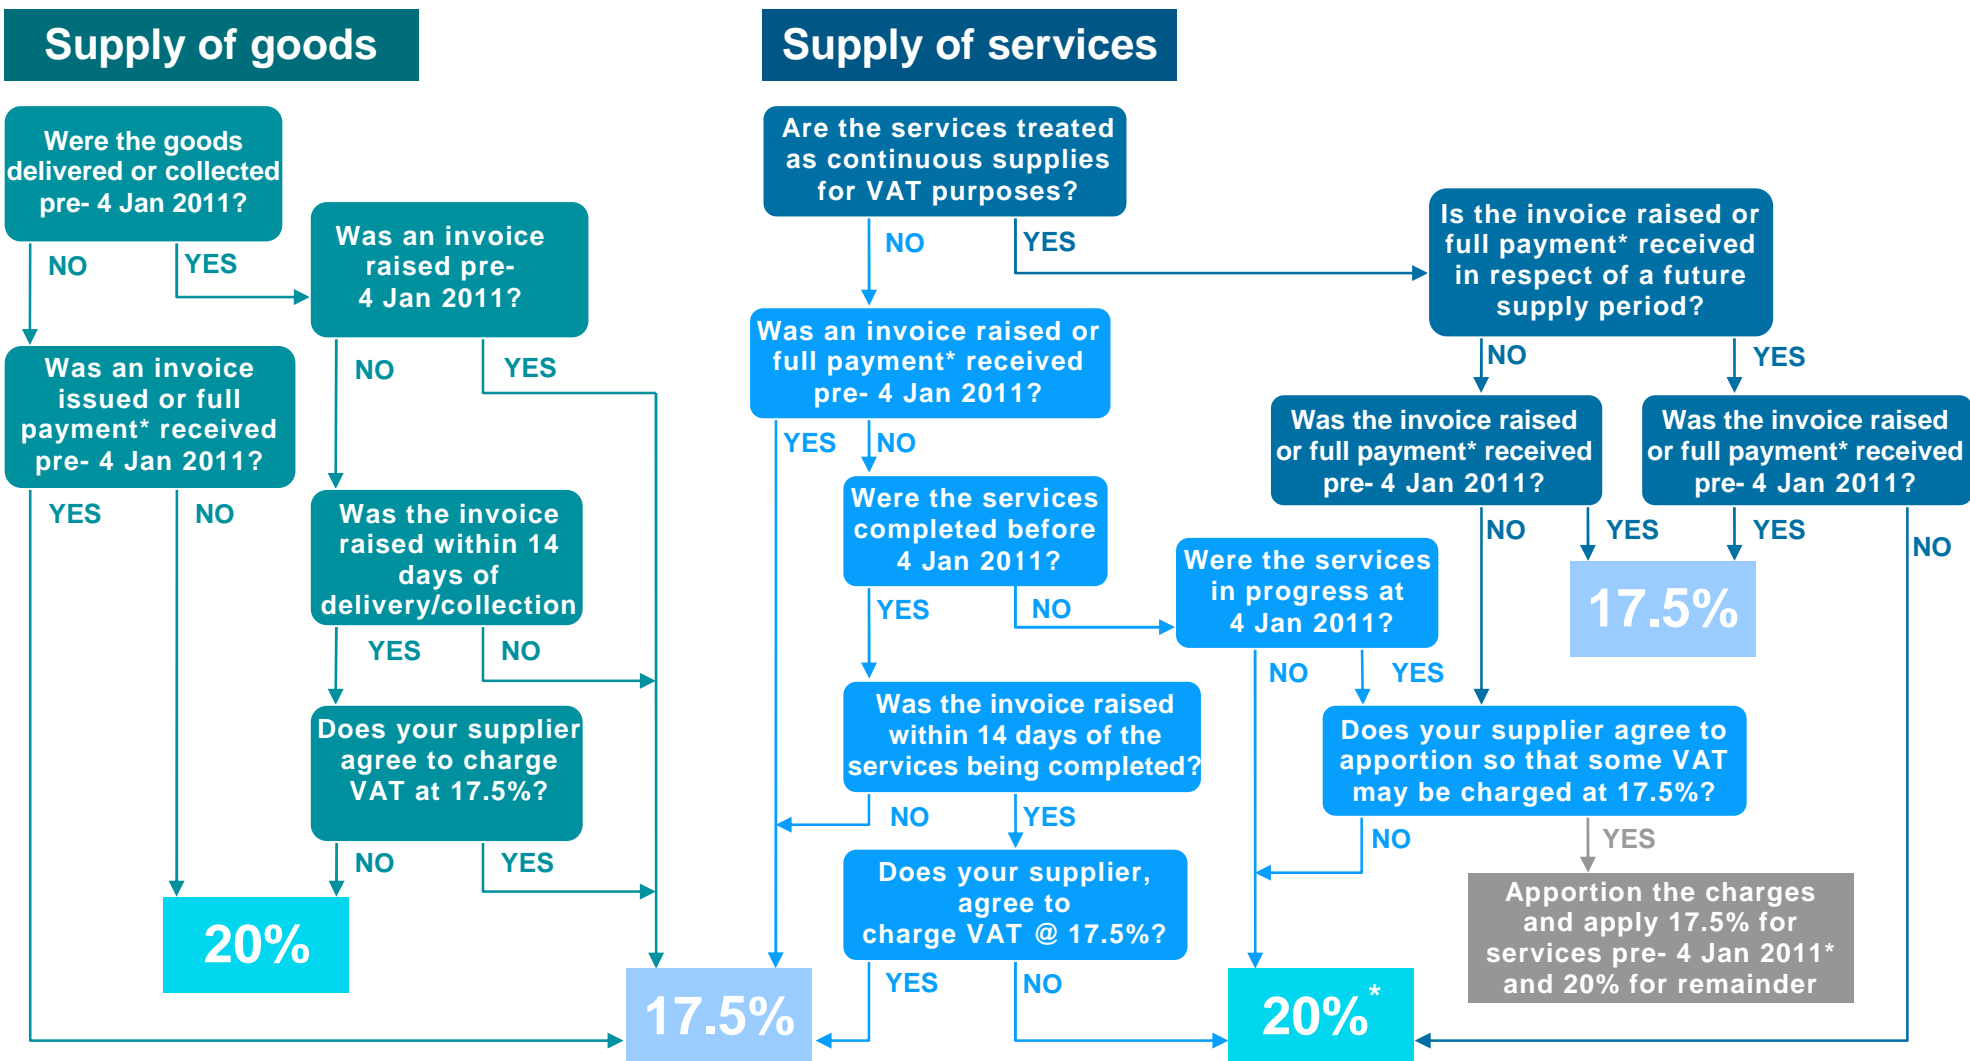 Supply of goods
Were the goods
delivered or collected
pre- 4 Jan 2011?
NO
YES
Was an invoice
raised pre-
4 Jan 2011?
NO
YES
Was an invoice
issued or full
payment* received
pre- 4 Jan 2011?
YES
NO
Was the invoice
raised within 14
days of
delivery/collection
YES
NO
Does your supplier
agree to charge
VAT at 17.5%?
NO
YES
20%
17.5%
Supply of services
Are the services treated
as continuous supplies
for VAT purposes?
NO
YES
Was an invoice raised or
full payment* received
pre- 4 Jan 2011?
YES
NO
Were the services
completed before
4 Jan 2011?
YES
NO
Was the invoice raised
within 14 days of the
services being completed?
NO
YES
Does your supplier,
agree to
charge VAT @ 17.5%?
YES
NO
Were the services
in progress at
4 Jan 2011?
NO
YES
Is the invoice raised or
full payment* received
in respect of a future
supply period?
NO
YES
Was the invoice raised
or full payment* received
pre- 4 Jan 2011?
NO
YES
Was the invoice raised
or full payment* received
pre- 4 Jan 2011?
YES
NO
17.5%
Does your supplier agree to
apportion so that some VAT
may be charged at 17.5%?
NO
YES
Apportion the charges
and apply 17.5% for
services pre- 4 Jan 2011*
and 20% for remainder
20%*